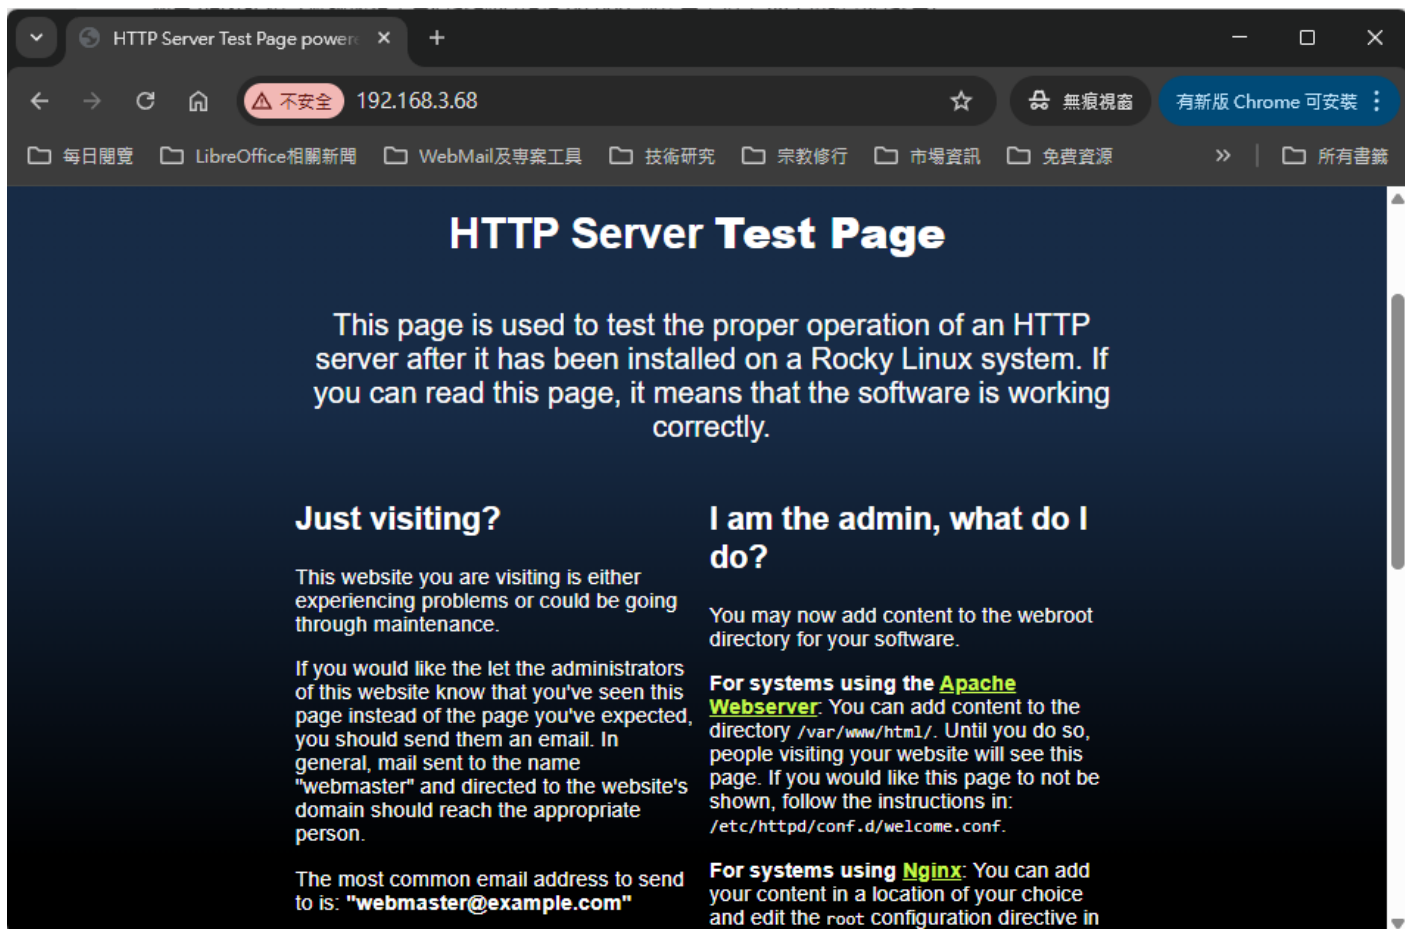 HTTP Server Test Page powere
不安全
192.168.3.68
無痕視窗
有新版 Chrome 可安裝
每日閱覽
LibreOffice相關新聞
WebMail及專案工具
技術研究
宗教修行
市場資訊
免費資源
所有書籤
HTTP Server Test Page
This page is used to test the proper operation of an HTTP
server after it has been installed on a Rocky Linux system. If
you can read this page, it means that the software is working
correctly.
Just visiting?
This website you are visiting is either
experiencing problems or could be going
through maintenance.
If you would like the let the administrators
of this website know that you've seen this
page instead of the page you've expected,
you should send them an email. In
general, mail sent to the name
"webmaster" and directed to the website's
domain should reach the appropriate
person.
The most common email address to send
to is: "webmaster@example.com"
I am the admin, what do I
do?
You may now add content to the webroot
directory for your software.
For systems using the Apache
Webserver: You can add content to the
directory /var/www/html/. Until you do so,
people visiting your website will see this
page. If you would like this page to not be
shown, follow the instructions in:
/etc/httpd/conf.d/welcome.conf.
For systems using Nginx: You can add
your content in a location of your choice
and edit the root configuration directive in